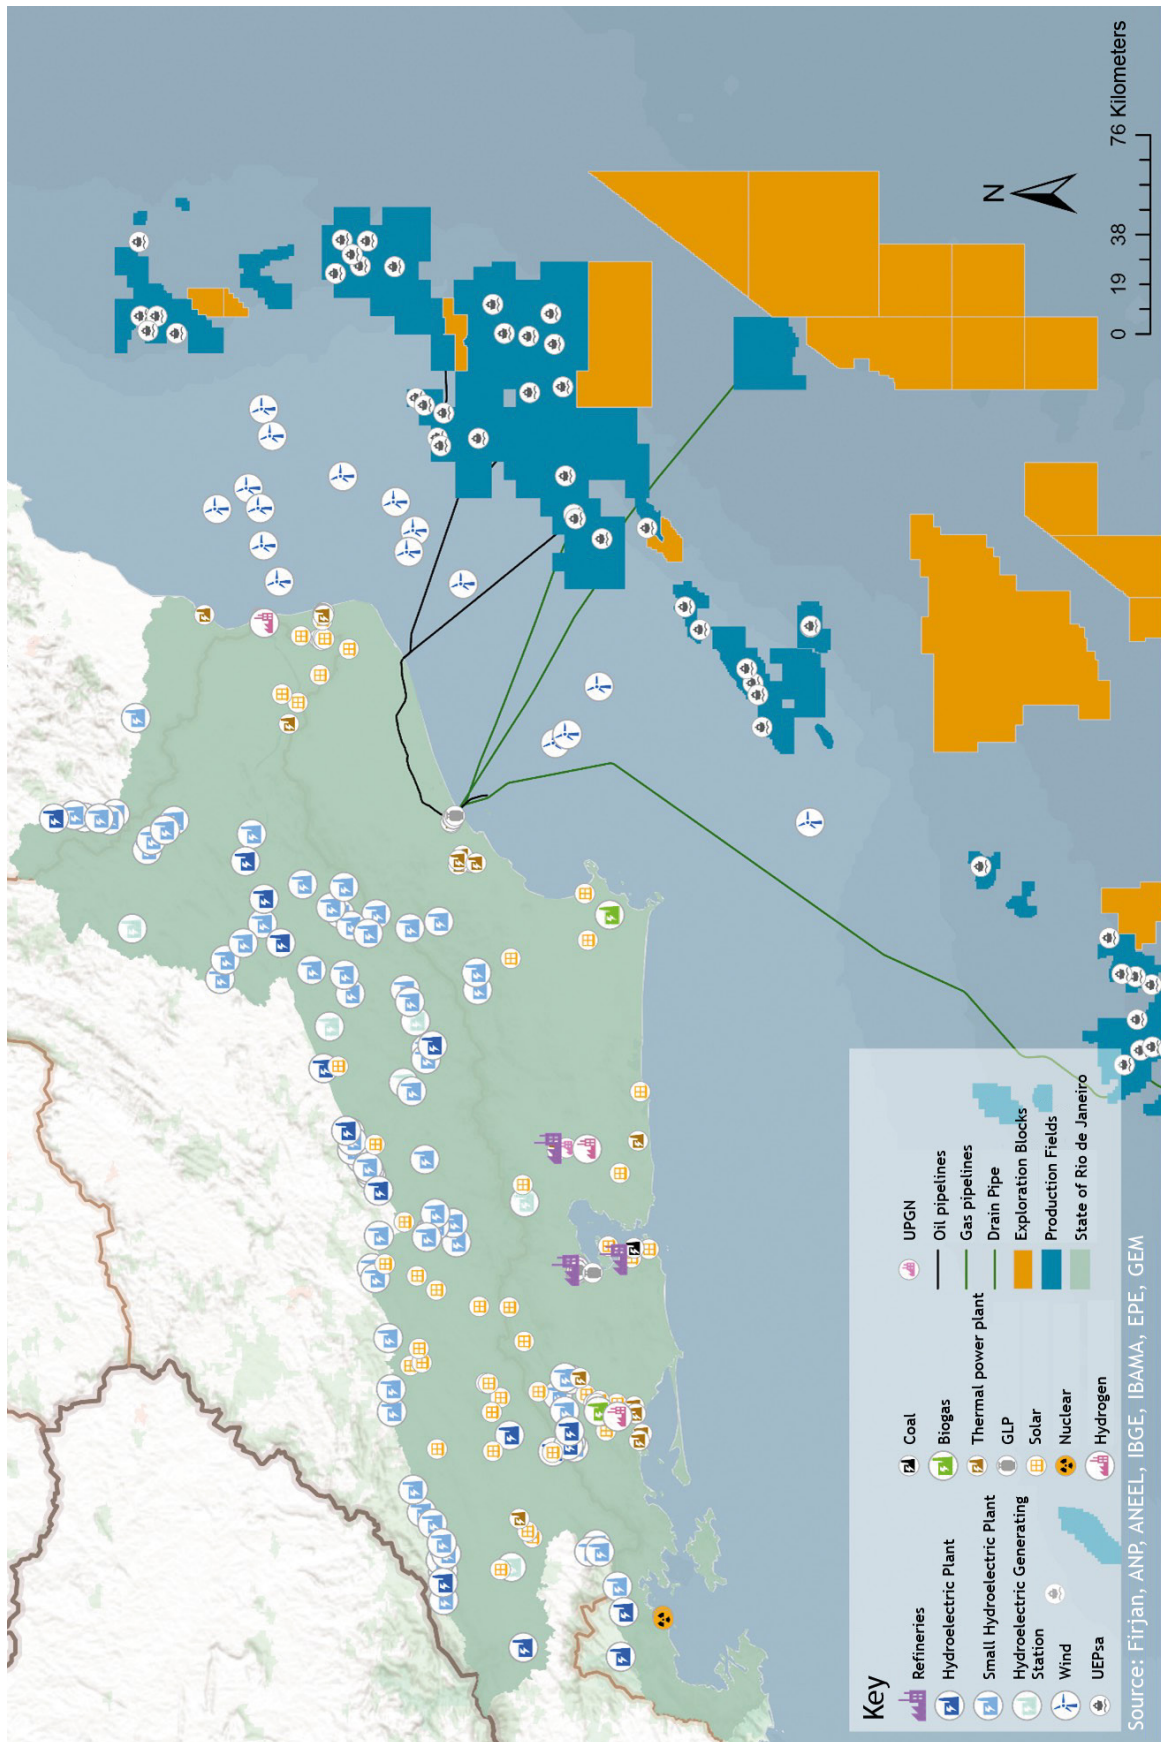 N
0 19 38 76 Kilometers
Key
Refineries
Hydroelectric Plant
Small Hydroelectric Plant
Hydroelectric Generating
Station
Wind
UEPsa
Coal
Biogas
Thermal power plant
GLP
Solar
Nuclear
Hydrogen
UPGN
Oil pipelines
Gas pipelines
Drain Pipe
Exploration Blocks
Production Fields
State of Rio de Janeiro
Source: Firjan, ANP, ANEEL, IBGE, IBAMA, EPE, GEM